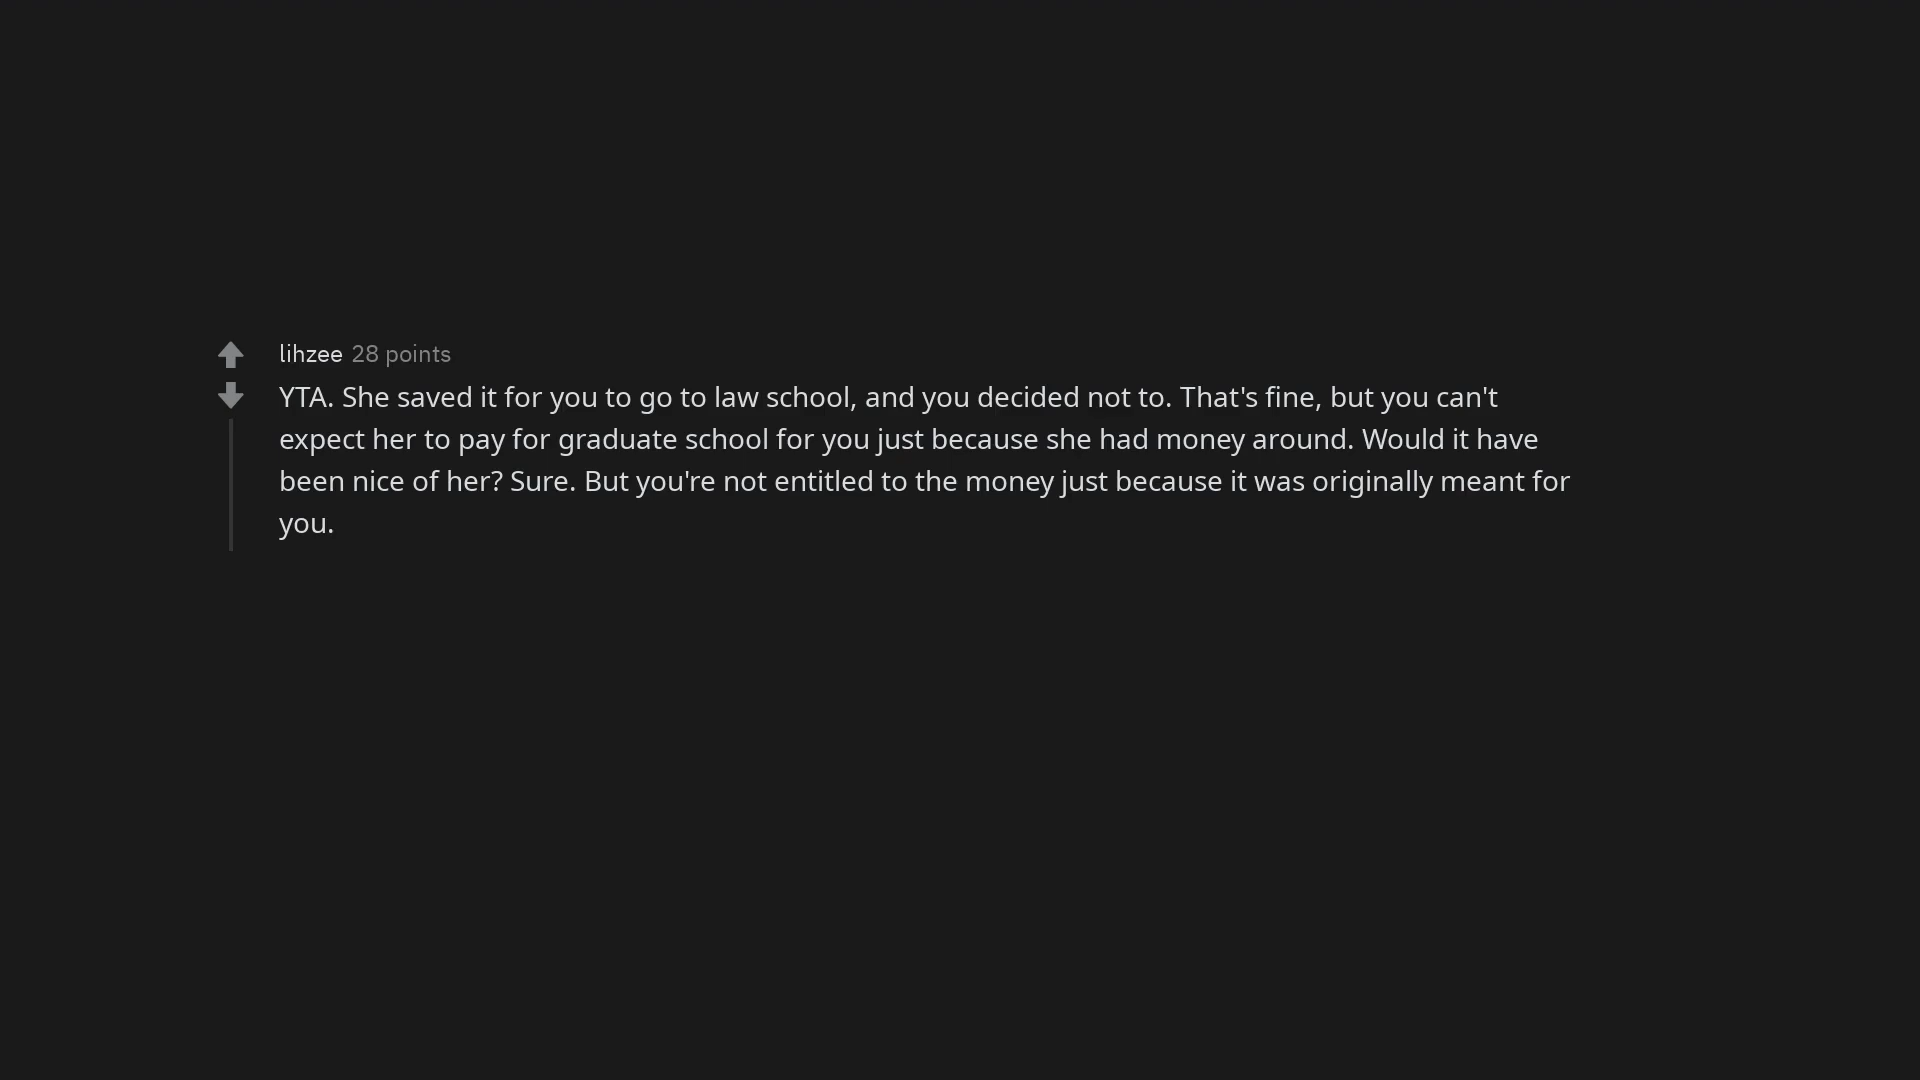 lihzee 28 points
YTA. She saved it for you to go to law school, and you decided not to. That's fine, but you can't
expect her to pay for graduate school for you just because she had money around. Would it have
been nice of her? Sure. But you're not entitled to the money just because it was originally meant for
you.